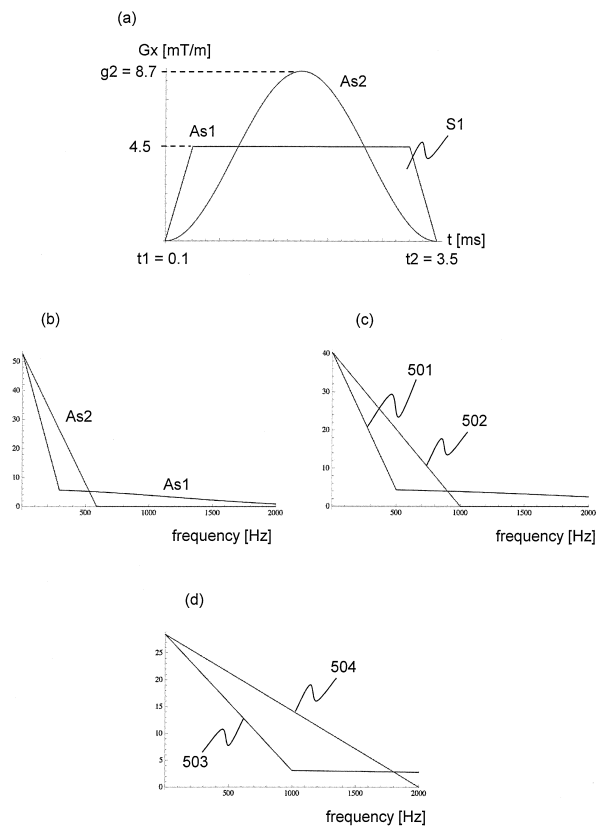 (a)
Gx [mT/m]
g2 = 8.7
As2
As1
S1
4.5
t [ms]
t1 = 0.1
t2 = 3.5
(b)
(c)
50
40
30
20
10
0
As2
As1
500
1000
1500
2000
frequency [Hz]
40
30
20
10
0
501
502
500
1000
1500
2000
frequency [Hz]
(d)
25
20
15
10
5
0
504
503
500
1000
1500
2000
frequency [Hz]